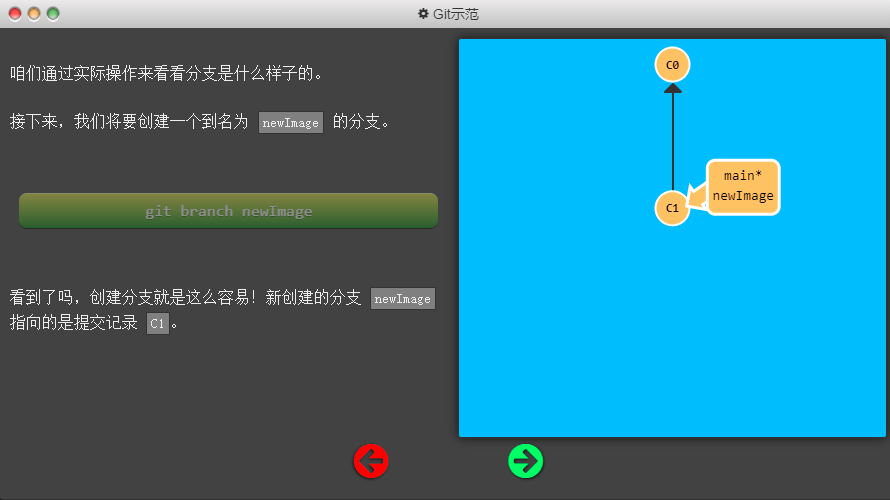 Git示范
咱们通过实际操作来看看分支是什么样子的。
接下来，我们将要创建一个到名为 newImage 的分支。
git branch newImage
看到了吗，创建分支就是这么容易！新创建的分支 newImage
指向的是提交记录 C1。
C0
main*
newImage
C1